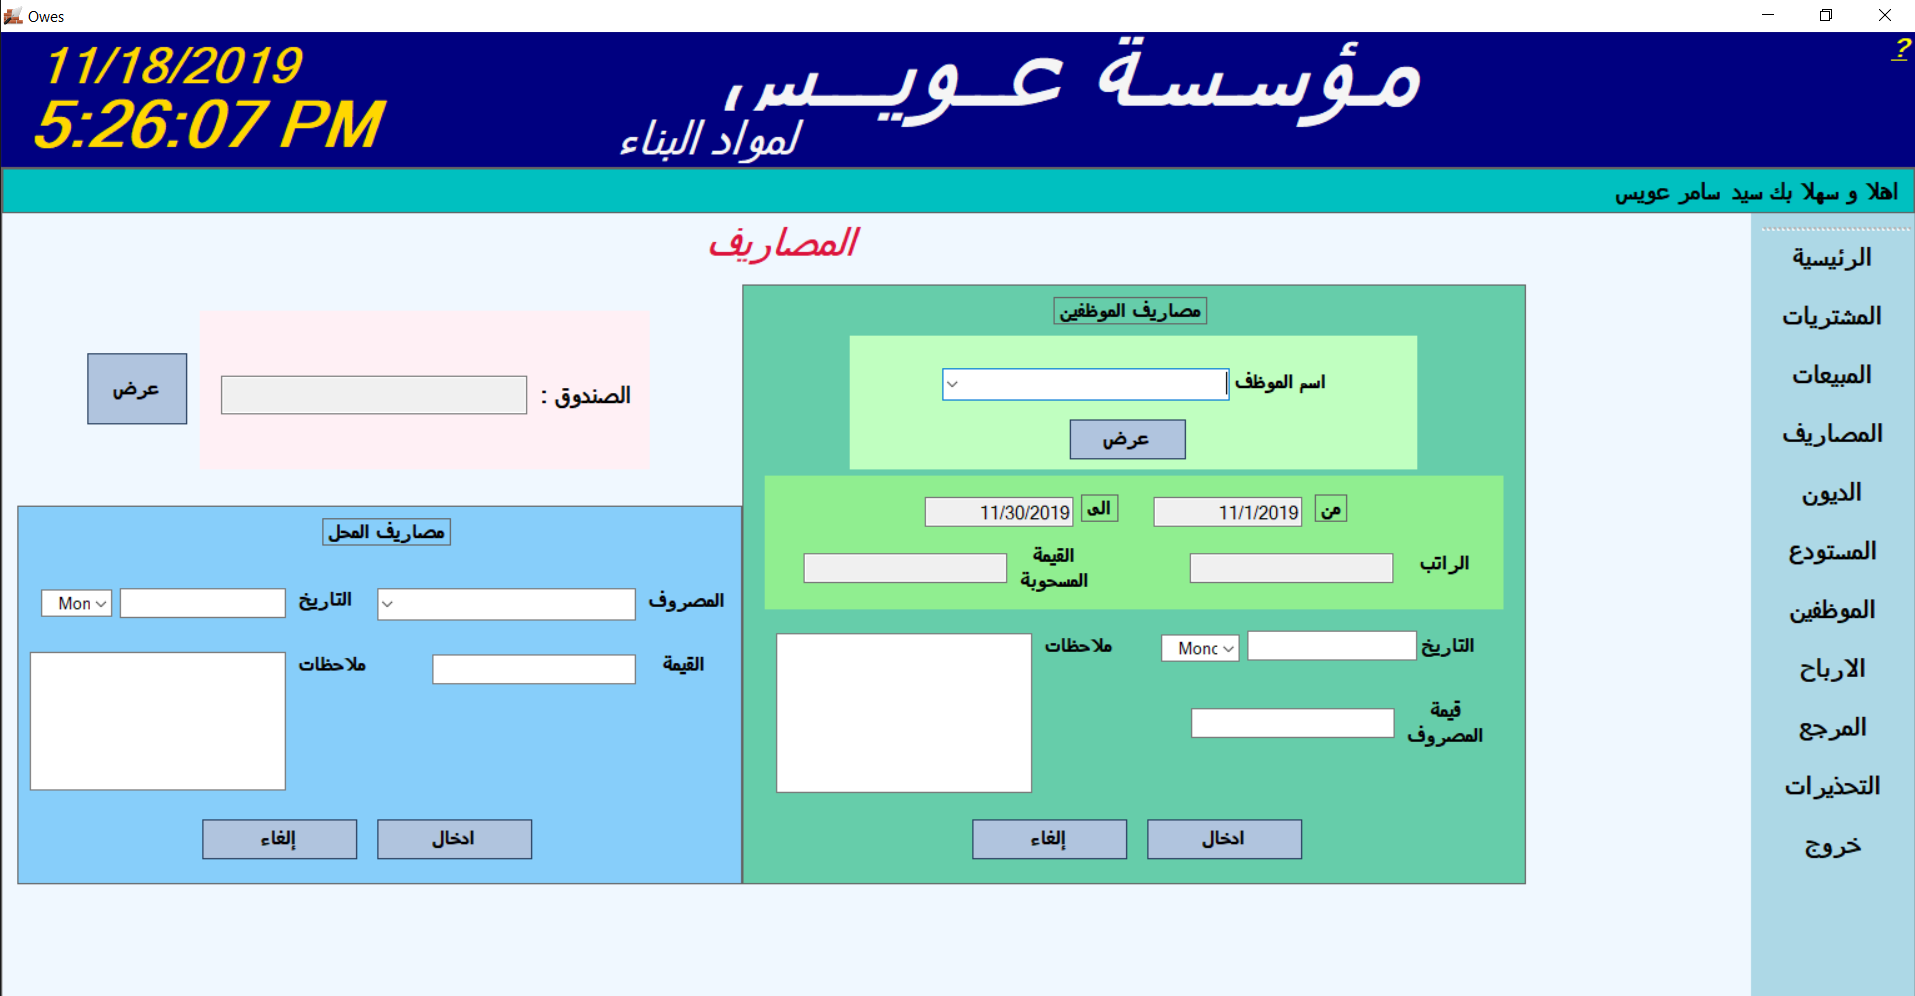 Owes
11/18/2019
5:26:07 PM
مؤسسة عويس
لمواد البناء
?
اهلا و سهلا بك سيد سامر عويس
الرئيسية
المشتريات
المبيعات
المصاريف
الديون
المستودع
الموظفين
الارباح
المرجع
التحذيرات
خروج
المصاريف
مصاريف الموظفين
اسم الموظف
عرض
من 11/1/2019 الى 11/30/2019
الراتب
القيمة
المسحوبة
التاريخ Mond
ملاحظات
قيمة
المصروف
ادخال إلغاء
الصندوق :
عرض
مصاريف المحل
المصروف
التاريخ Mon
القيمة
ملاحظات
ادخال إلغاء